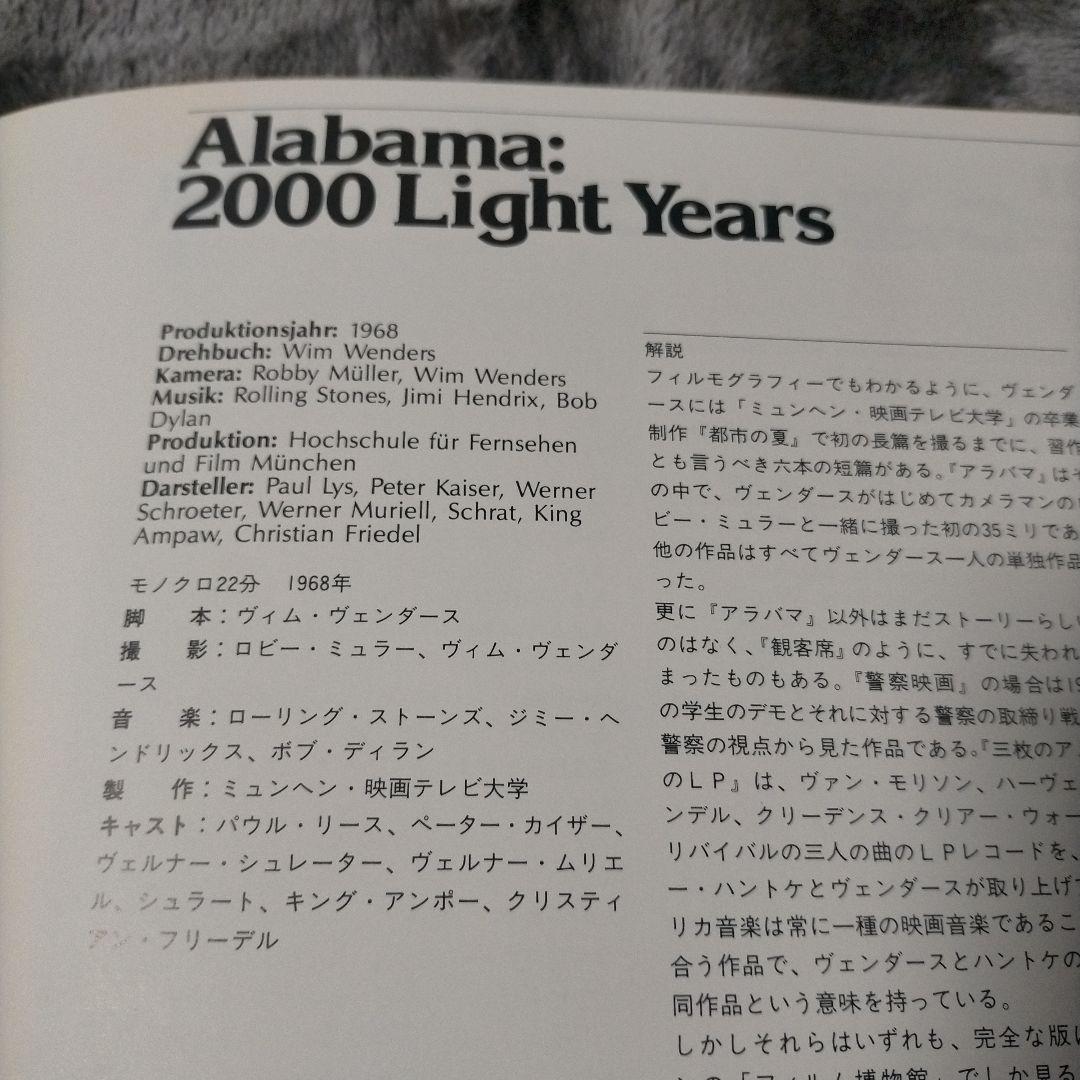 Alabama:
2000 Light Years
Produktionsjahr: 1968
Drehbuch: Wim Wenders
Kamera: Robby Müller, Wim Wenders
Musik: Rolling Stones, Jimi Hendrix, Bob
Dylan
Produktion: Hochschule für Fernsehen
und Film München
Darsteller: Paul Lys, Peter Kaiser, Werner
Schroeter, Werner Muriell, Schrat, King
Ampaw, Christian Friedel
モノクロ22分　1968年
脚　本：ヴィム・ヴェンダース
撮　影：ロビー・ミュラー、ヴィム・ヴェンダ
ース
音　楽：ローリング・ストーンズ、ジミー・ヘ
ンドリックス、ボブ・ディラン
製　作：ミュンヘン・映画テレビ大学
キャスト：パウル・リース、ペーター・カイザー、
ヴェルナー・シュレーター、ヴェルナー・ムリエ
ル、シュラート、キング・アンポー、クリスティ
アン・フリーデル
解説
フィルモグラフィーでもわかるように、ヴェンダ
ースには「ミュンヘン・映画テレビ大学」の卒業
制作『都市の夏』で初の長篇を撮るまでに、習作
とも言うべき六本の短篇がある。『アラバマ』はそ
の中で、ヴェンダースがはじめてカメラマンの
ビー・ミュラーと一緒に撮った初の35ミリであ
他の作品はすべてヴェンダース一人の単独作品
った。
更に『アラバマ』以外はまだストーリーらしい
のはなく、『観客席』のように、すでに失われ
まったものもある。『警察映画』の場合は19
の学生のデモとそれに対する警察の取締り戦
警察の視点から見た作品である。『三枚のア
のLP』は、ヴァン・モリソン、ハーヴェ
ンデル、クリーデンス・クリアー・ウォー
リバイバルの三人の曲のLPレコードを、
ー・ハントケとヴェンダースが取り上げて
リカ音楽は常に一種の映画音楽であるこ
合う作品で、ヴェンダースとハントケの
同作品という意味を持っている。
しかしそれらはいずれも、完全な版は
ンの「フィルム博物館」でしか見る